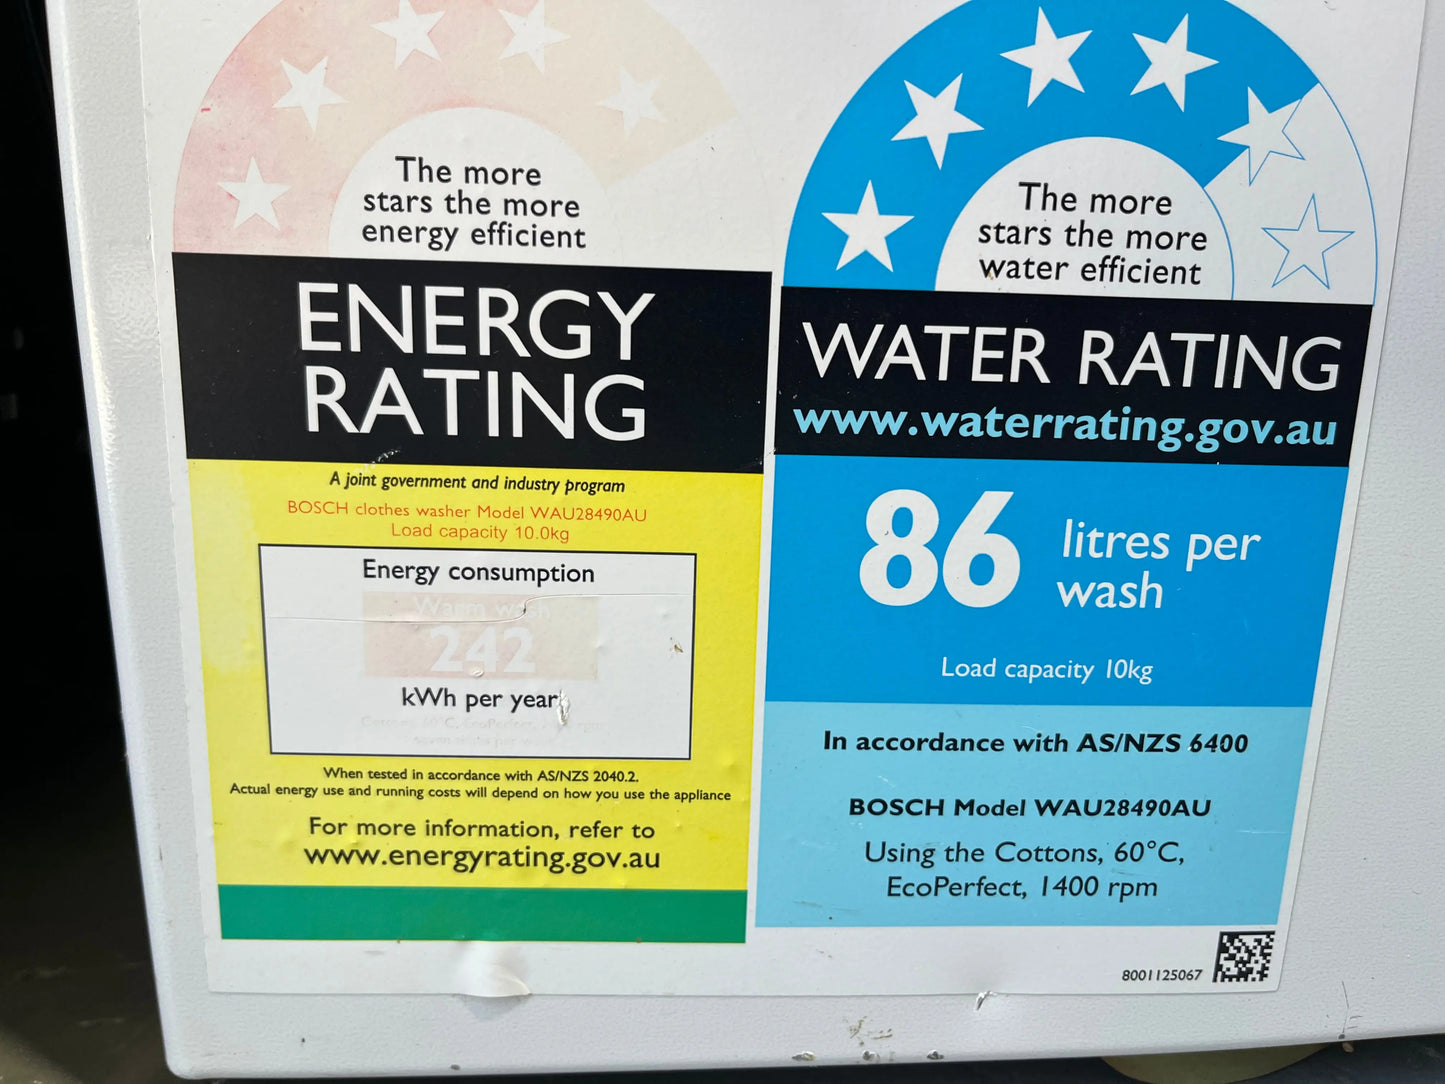 The more
stars the more
energy efficient
ENERGY
RATING
A joint government and industry program
BOSCH clothes washer Model WAU28490AU
Load capacity 10.0kg
Energy consumption
Warm wash
242
kWh per year
Cottons, 60°C, EcoPerfect,
When tested in accordance with AS/NZS 2040.2.
Actual energy use and running costs will depend on how you use the appliance
For more information, refer to
www.energyrating.gov.au
The more
stars the more
water efficient
WATER RATING
www.waterrating.gov.au
86 litres per
wash
Load capacity 10kg
In accordance with AS/NZS 6400
BOSCH Model WAU28490AU
Using the Cottons, 60°C,
EcoPerfect, 1400 rpm
8001125067